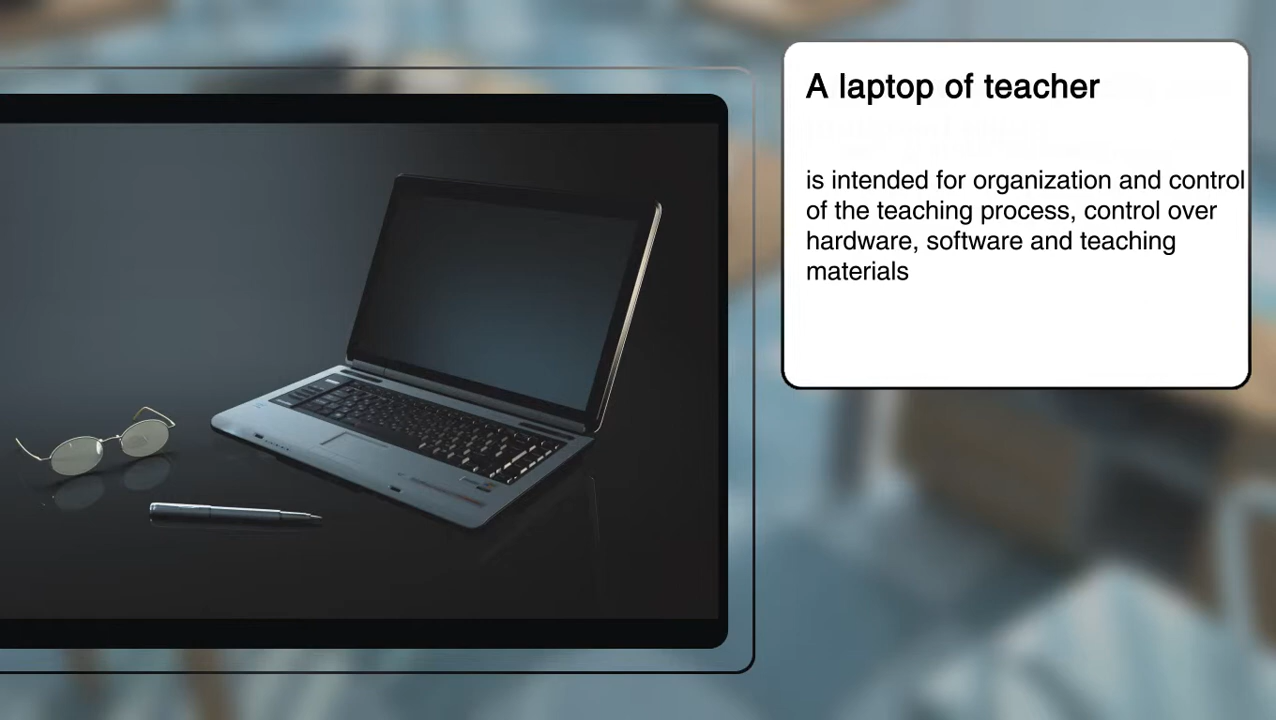 A laptop of teacher
is intended for organization and control
of the teaching process, control over
hardware, software and teaching
materials